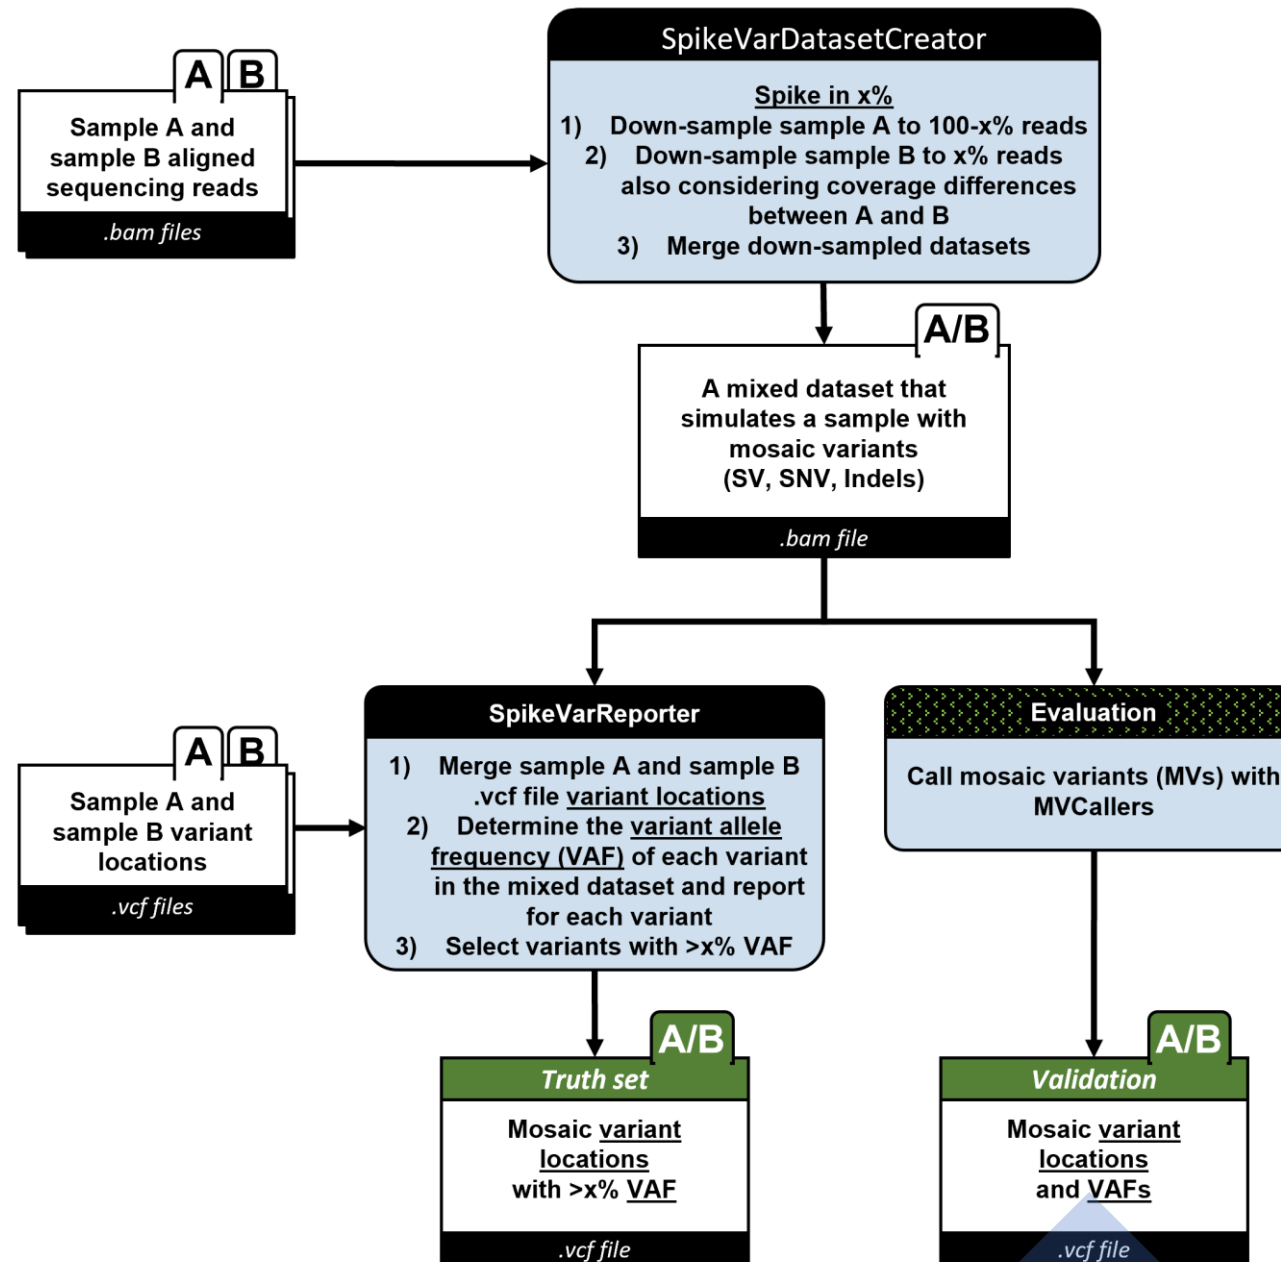 SpikeVarDatasetCreator
A B
Sample A and
sample B aligned
sequencing reads
.bam files
Spike in x%
1) Down-sample sample A to 100-x% reads
2) Down-sample sample B to x% reads
also considering coverage differences
between A and B
3) Merge down-sampled datasets
A/B
A mixed dataset that
simulates a sample with
mosaic variants
(SV, SNV, Indels)
.bam file
A B
Sample A and
sample B variant
locations
.vcf files
SpikeVarReporter
1) Merge sample A and sample B
.vcf file variant locations
2) Determine the variant allele
frequency (VAF) of each variant
in the mixed dataset and report
for each variant
3) Select variants with >x% VAF
Evaluation
Call mosaic variants (MVs) with
MVCallers
A/B
Truth set
Mosaic variant
locations
with >x% VAF
.vcf file
A/B
Validation
Mosaic variant
locations
and VAFs
.vcf file